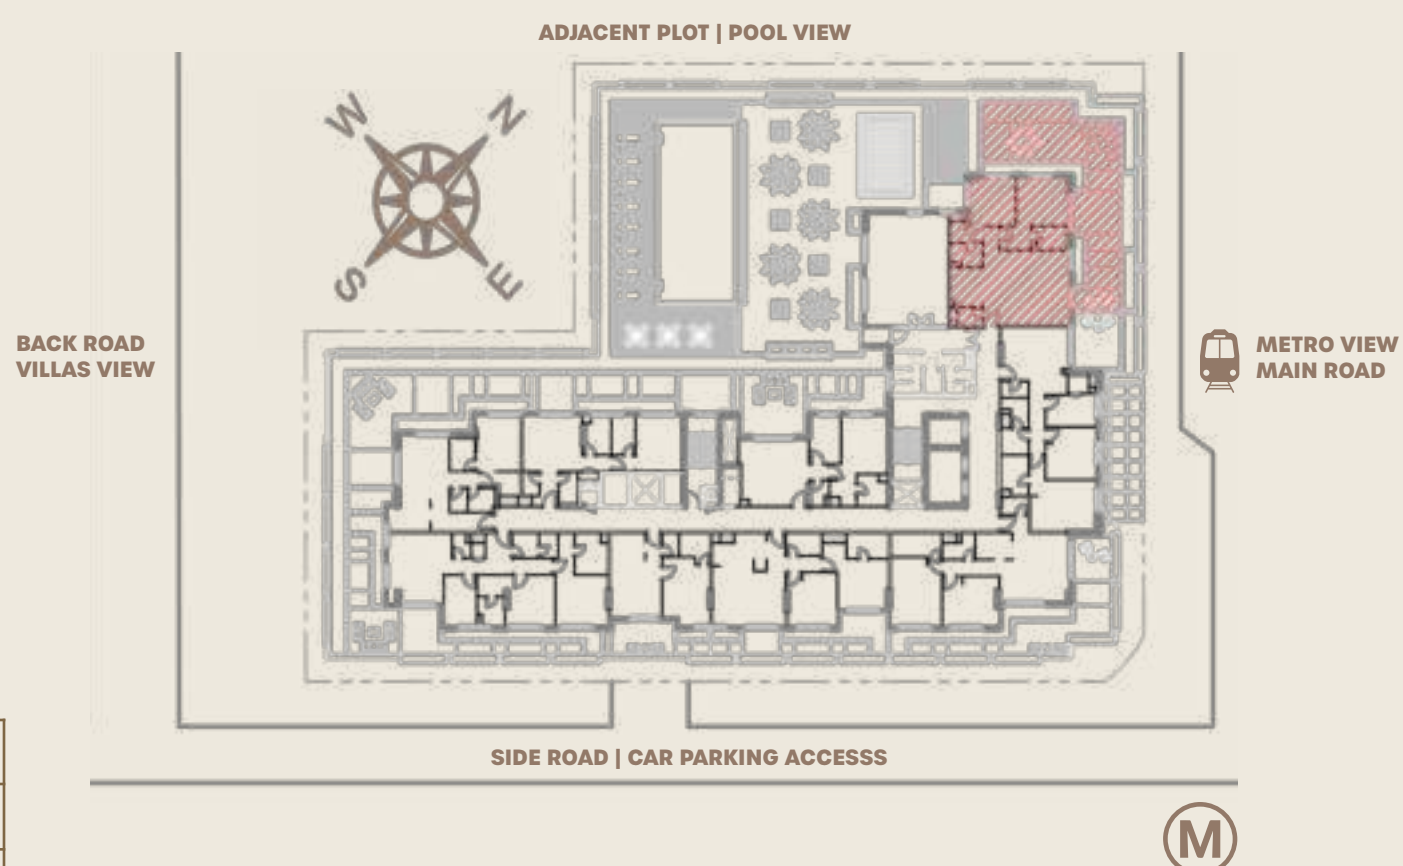 ADJACENT PLOT | POOL VIEW
W
N
S
E
BACK ROAD
VILLAS VIEW
METRO VIEW
MAIN ROAD
SIDE ROAD | CAR PARKING ACCESSS
M